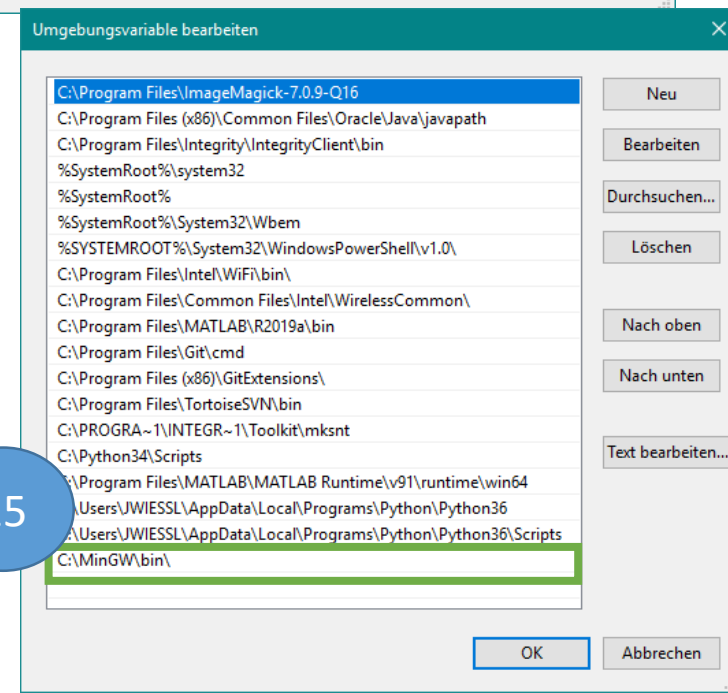 Umgebungsvariable bearbeiten
C:\Program Files\ImageMagick-7.0.9-Q16
C:\Program Files (x86)\Common Files\Oracle\Java\javapath
C:\Program Files\Integrity\IntegrityClient\bin
%SystemRoot%\system32
%SystemRoot%
%SystemRoot%\System32\Wbem
%SYSTEMROOT%\System32\WindowsPowerShell\v1.0\
C:\Program Files\Intel\WiFi\bin\
C:\Program Files\Common Files\Intel\WirelessCommon\
C:\Program Files\MATLAB\R2019a\bin
C:\Program Files\Git\cmd
C:\Program Files (x86)\GitExtensions\
C:\Program Files\TortoiseSVN\bin
C:\PROGRA~1\INTEGR~1\Toolkit\mksnt
C:\Python34\Scripts
:\Program Files\MATLAB\MATLAB Runtime\v91\runtime\win64
\Users\JWIESSL\AppData\Local\Programs\Python\Python36
:\Users\JWIESSL\AppData\Local\Programs\Python\Python36\Scripts
C:\MinGW\bin\
Neu
Bearbeiten
Durchsuchen...
Löschen
Nach oben
Nach unten
Text bearbeiten...
5
OK
Abbrechen